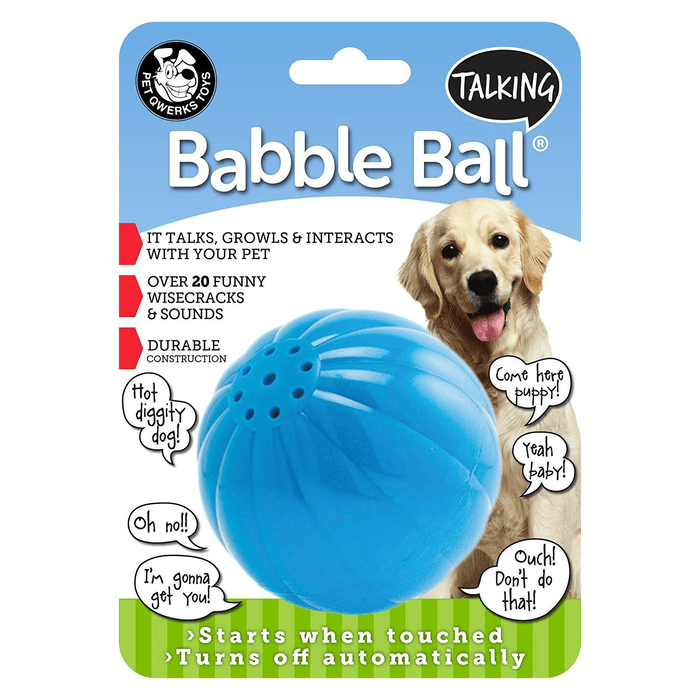 PET QWERKS TOYS
TALKING
Babble Ball®
IT TALKS, GROWLS & INTERACTS
WITH YOUR PET
OVER 20 FUNNY
WISECRACKS
& SOUNDS
DURABLE
CONSTRUCTION
Hot
diggity
dog!
Come here
puppy!
Yeah
baby!
Oh no!!
I'm gonna
get you!
Ouch!
Don't do
that!
›Starts when touched
›Turns off automatically